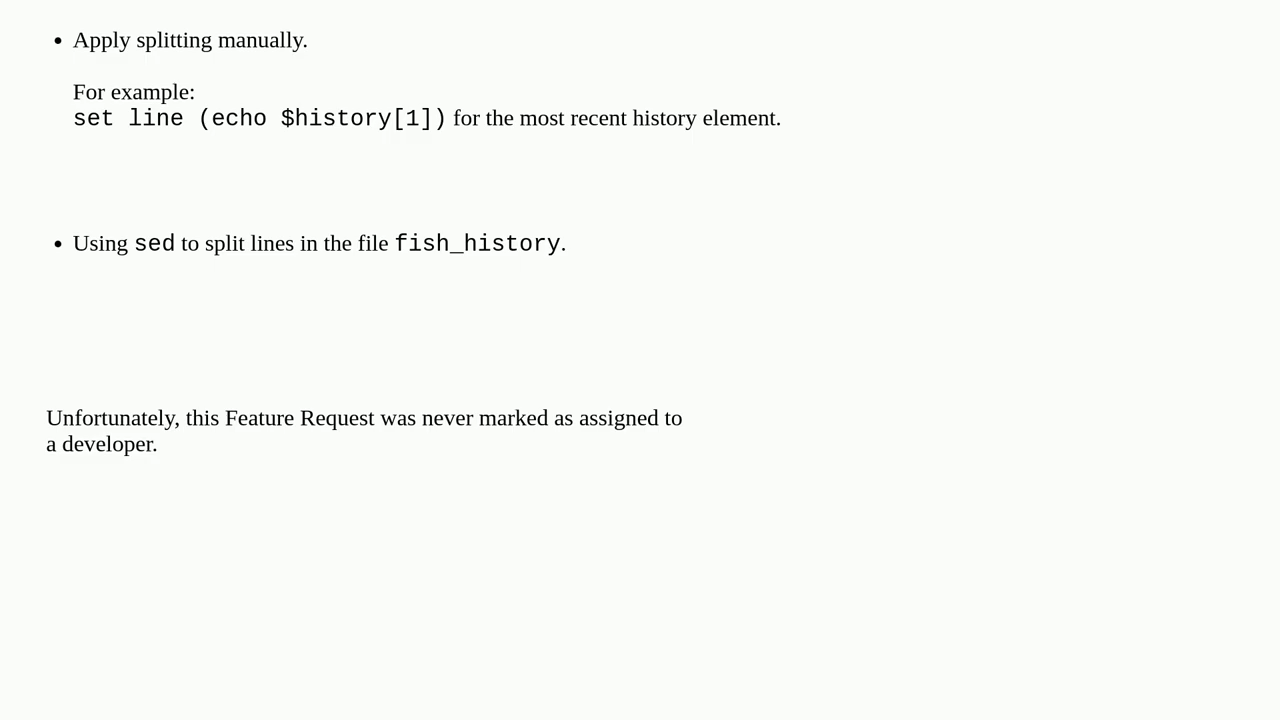 • Apply splitting manually.
For example:
set line (echo $history[1]) for the most recent history element.
• Using sed to split lines in the file fish_history.
Unfortunately, this Feature Request was never marked as assigned to
a developer.